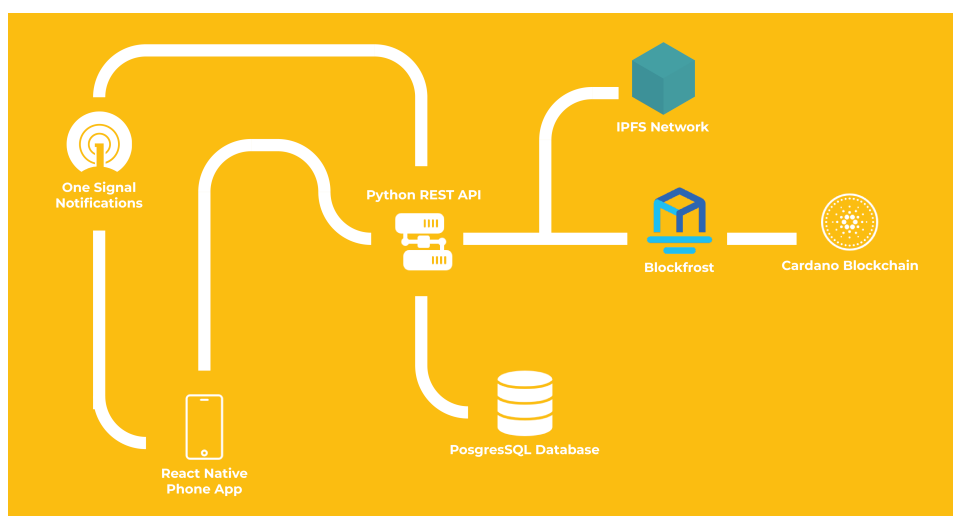 IPFS Network
One Signal
Notifications
Python REST API
Blockfrost
Cardano Blockchain
PosgresSQL Database
React Native
Phone App